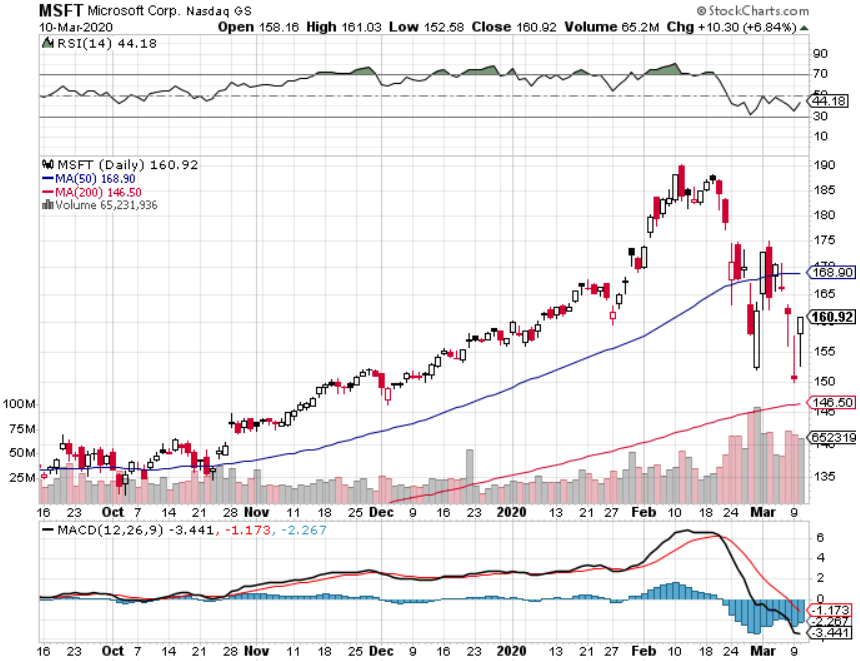 MSFT Microsoft Corp. Nasdaq GS © StockCharts.com
10-Mar-2020 Open 158.16 High 161.03 Low 152.58 Close 160.92 Volume 65.2M Chg +10.30 (+6.84%)
RSI(14) 44.18
90
70
50
44.18
30
10
MSFT (Daily) 160.92
MA(50) 168.90
MA(200) 146.50
Volume 65,231,936
190
185
180
175
170
168.90
165
160.92
155
150
146.50
145
140
135
100M
75M
50M
25M
652319
16 23 Oct 7 14 21 28 Nov 11 18 25 Dec 9 16 23 2020 13 21 27 Feb 10 18 24 Mar 9
MACD(12,26,9) -3.441, -1.173, -2.267
6
4
2
0
-1.173
-2.267
-3.441
16 23 Oct 7 14 21 28 Nov 11 18 25 Dec 9 16 23 2020 13 21 27 Feb 10 18 24 Mar 9